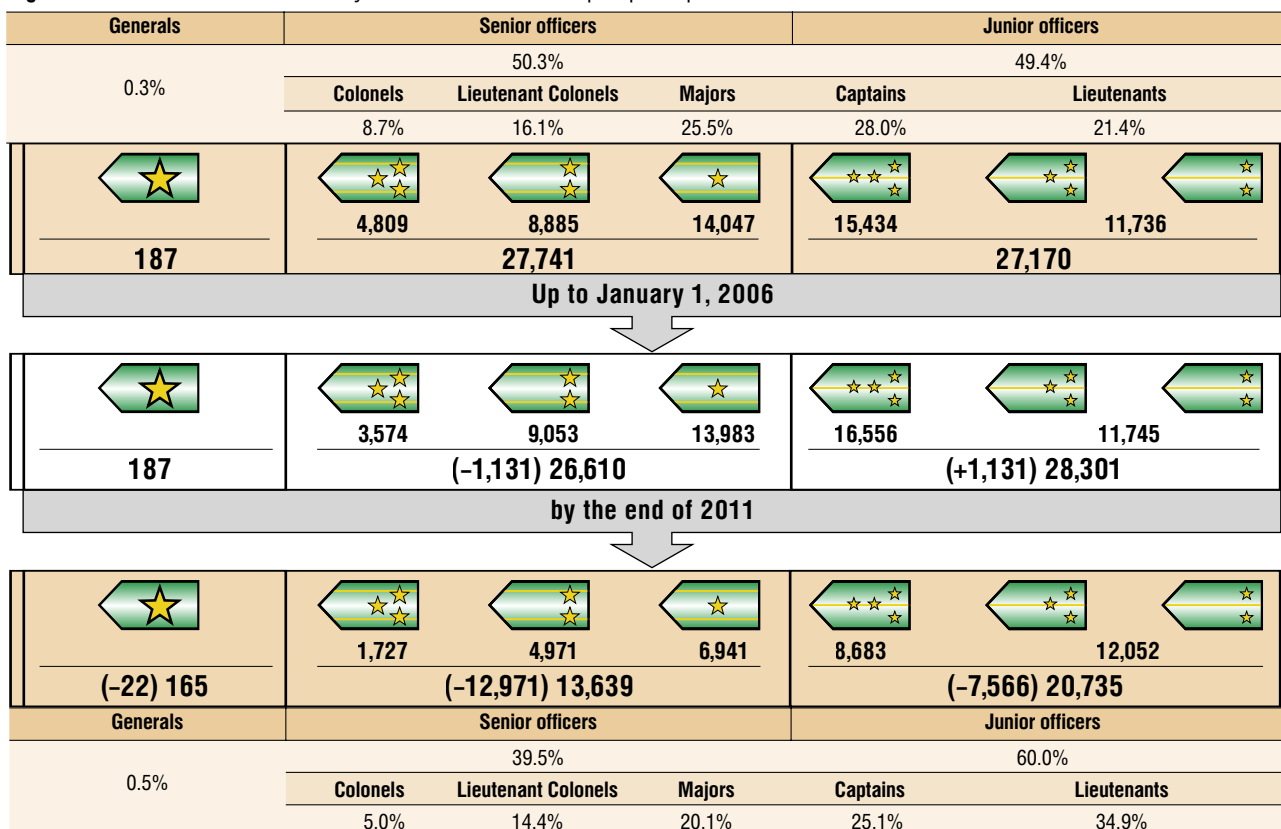 Generals Senior officers Junior officers
0.3% 50.3% 49.4%
Colonels Lieutenant Colonels Majors Captains Lieutenants
8.7% 16.1% 25.5% 28.0% 21.4%
4,809 8,885 14,047 15,434 11,736
187 27,741 27,170
Up to January 1, 2006
3,574 9,053 13,983 16,556 11,745
187 (–1,131) 26,610 (+1,131) 28,301
by the end of 2011
1,727 4,971 6,941 8,683 12,052
(–22) 165 (–12,971) 13,639 (–7,566) 20,735
Generals Senior officers Junior officers
0.5% 39.5% 60.0%
Colonels Lieutenant Colonels Majors Captains Lieutenants
5.0% 14.4% 20.1% 25.1% 34.9%